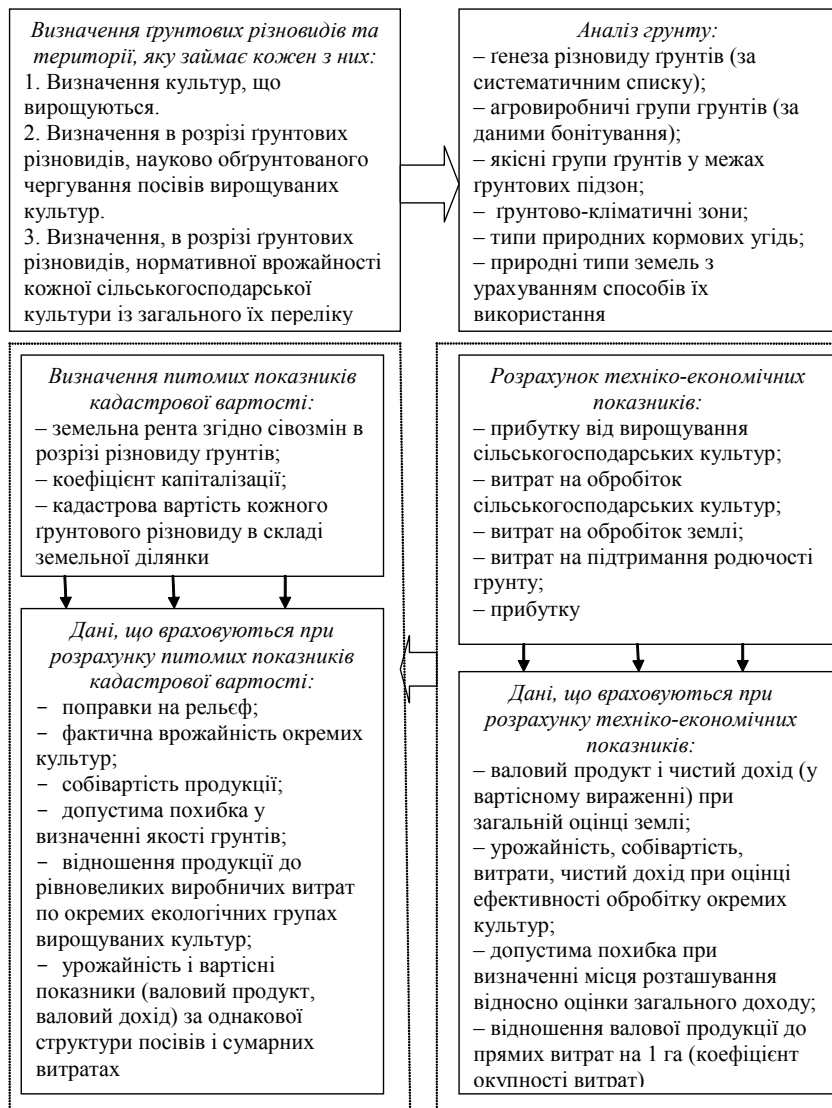 Визначення ґрунтових різновидів та
території, яку займає кожен з них:
1. Визначення культур, що
вирощуються.
2. Визначення в розрізі ґрунтових
різновидів, науково обґрунтованого
чергування посівів вирощуваних
культур.
3. Визначення, в розрізі ґрунтових
різновидів, нормативної врожайності
кожної сільськогосподарської
культури із загального їх переліку
Аналіз грунту:
– ґенеза різновиду ґрунтів (за
систематичним списку);
– агровиробничі групи грунтів (за
даними бонітування);
– якісні групи ґрунтів у межах
ґрунтових підзон;
– ґрунтово-кліматичні зони;
– типи природних кормових угідь;
– природні типи земель з
урахуванням способів їх
використання
Визначення питомих показників
кадастрової вартості:
– земельна рента згідно сівозмін в
розрізі різновиду ґрунтів;
– коефіцієнт капіталізації;
– кадастрова вартість кожного
ґрунтового різновиду в складі
земельної ділянки
Розрахунок техніко-економічних
показників:
– прибутку від вирощування
сільськогосподарських культур;
– витрат на обробіток
сільськогосподарських культур;
– витрат на обробіток землі;
– витрат на підтримання родючості
грунту;
– прибутку
Дані, що враховуються при
розрахунку питомих показників
кадастрової вартості:
– поправки на рельєф;
– фактична врожайність окремих
культур;
– собівартість продукції;
– допустима похибка у
визначенні якості грунтів;
– відношення продукції до
рівновеликих виробничих витрат
по окремих екологічних групах
вирощуваних культур;
– урожайність і вартісні
показники (валовий продукт,
валовий дохід) за однакової
структури посівів і сумарних
витратах
Дані, що враховуються при
розрахунку техніко-економічних
показників:
– валовий продукт і чистий дохід (у
вартісному вираженні) при
загальній оцінці землі;
– урожайність, собівартість,
витрати, чистий дохід при оцінці
ефективності обробітку окремих
культур;
– допустима похибка при
визначенні місця розташування
відносно оцінки загального доходу;
– відношення валової продукції до
прямих витрат на 1 га (коефіцієнт
окупності витрат)